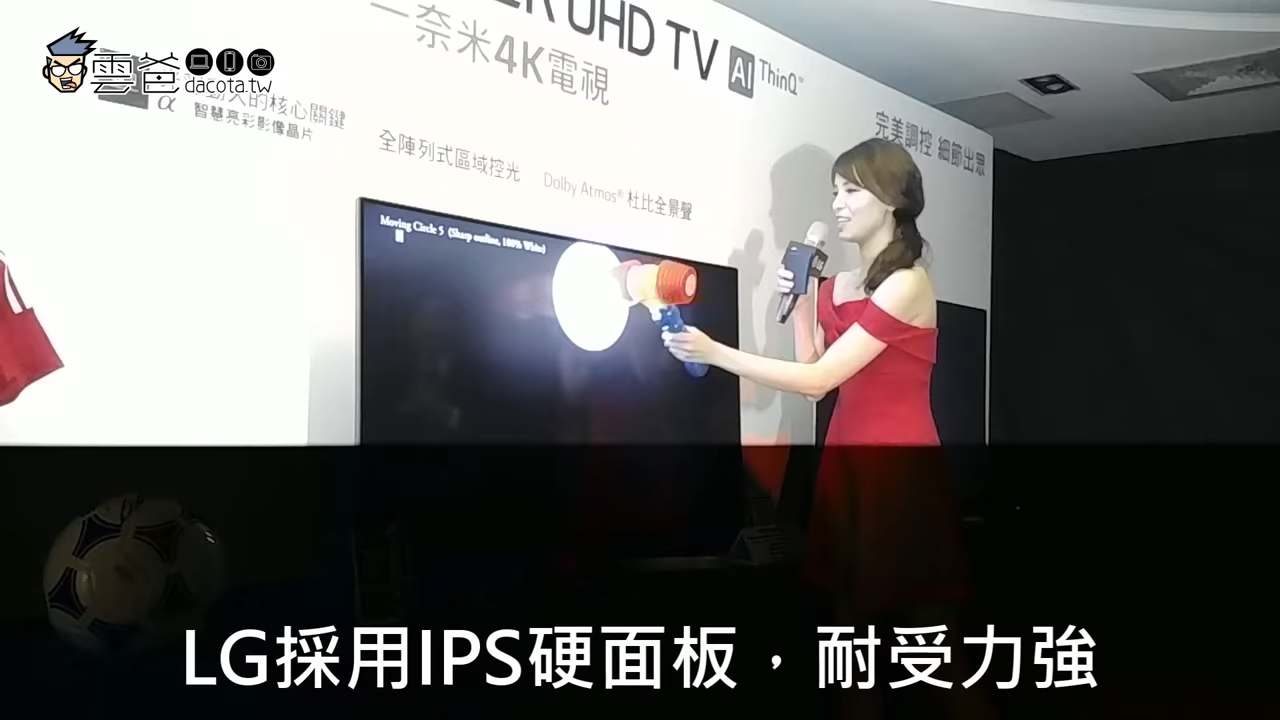 UHD TV AI ThinQ™
一奈米4K電視
雲爸
dacota.tw
α
的核心關鍵
智慧亮彩影像晶片
全陣列式區域控光
Dolby Atmos® 杜比全景聲
完美調控 細節出眾
Moving Circle 5 (Sharp outline, 100% White)
LG採用IPS硬面板，耐受力強